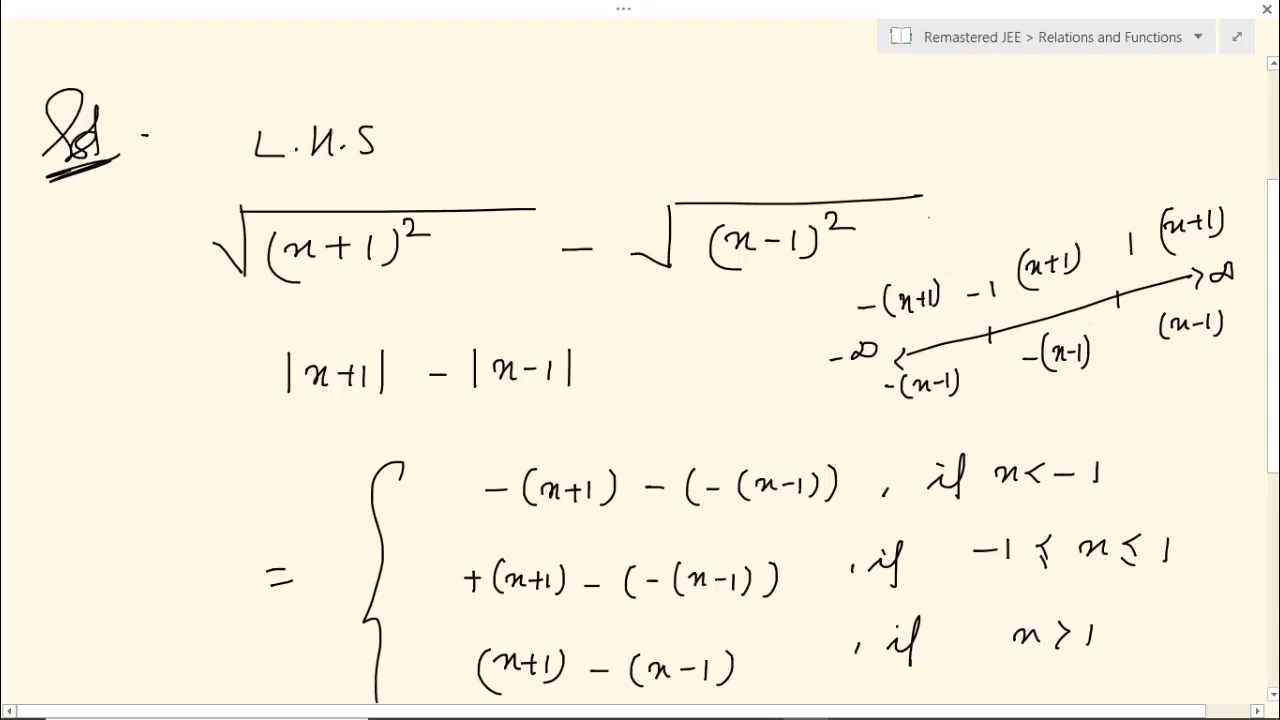 Remastered JEE > Relations and Functions
Sol -
L.H.S
√(x+1)² - √(x-1)²
-(x+1) -1 (x+1) 1 (x+1)
-∞ ∞
-(x-1) -(x-1) (x-1)
|x+1| - |x-1|
= { -(x+1) - (-(x-1)) , if x < -1
+(x+1) - (-(x-1)) , if -1 ≤ x ≤ 1
(x+1) - (x-1) , if x > 1